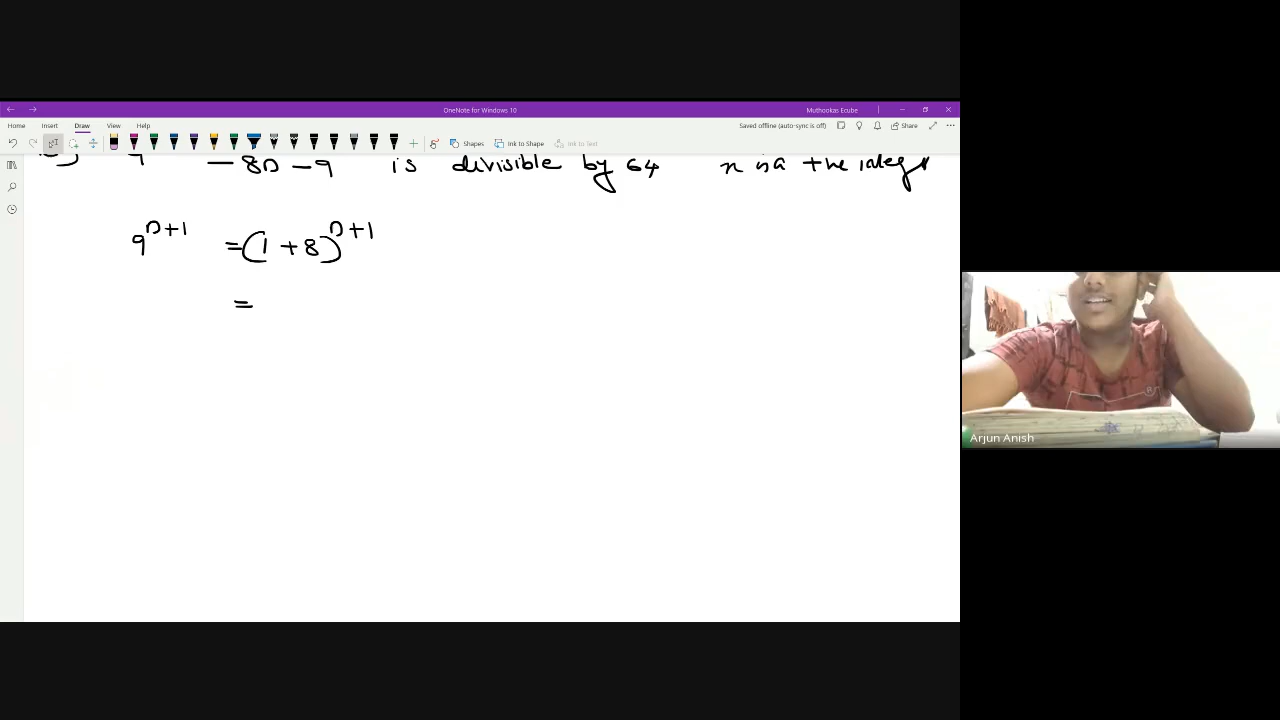 OneNote for Windows 10
Muthookas Ecube
Home Insert Draw View Help
Saved offline (auto-sync is off) Share
Shapes Ink to Shape Ink to Text
9 - 8n - 9 is divisible by 64 n is a +ve integer
9^{n+1} = (1 + 8)^{n+1}
=
Arjun Anish